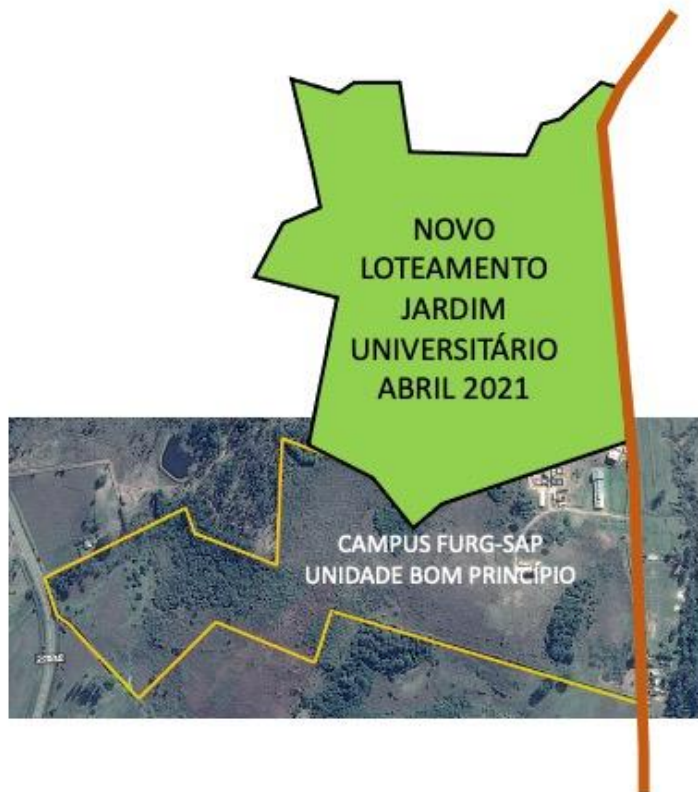 NOVO
LOTEAMENTO
JARDIM
UNIVERSITÁRIO
ABRIL 2021
CAMPUS FURG-SAP
UNIDADE BOM PRINCÍPIO